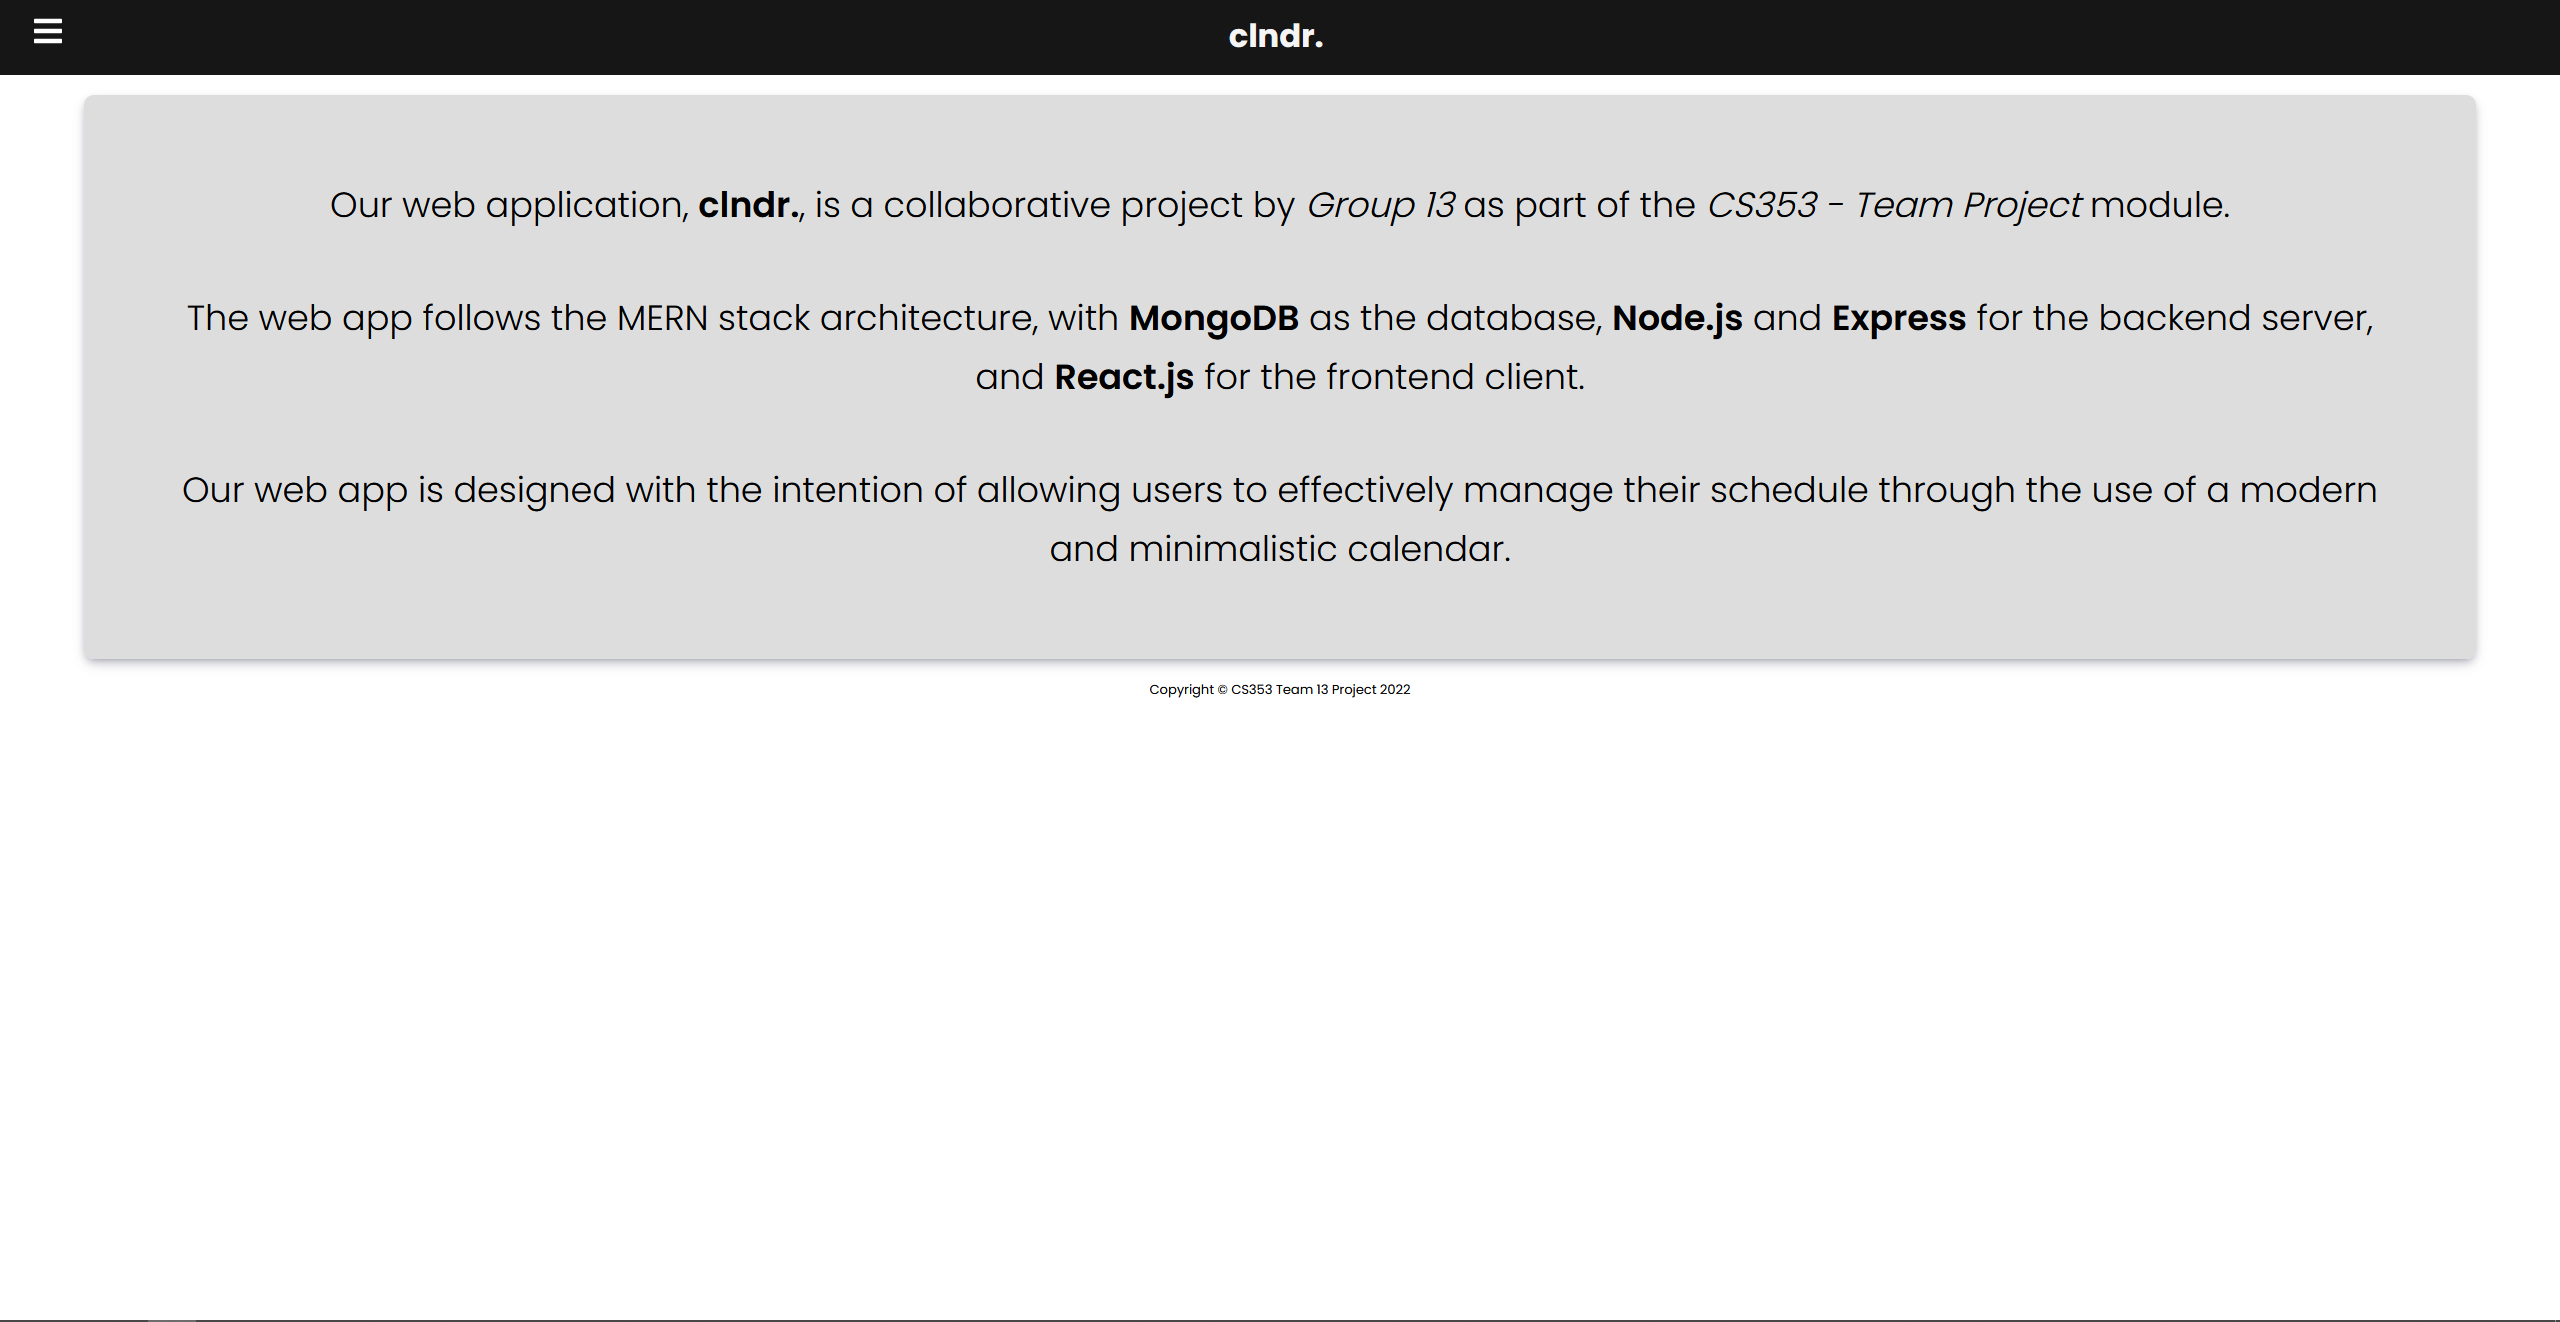 clndr.
Our web application, clndr., is a collaborative project by Group 13 as part of the CS353 - Team Project module.
The web app follows the MERN stack architecture, with MongoDB as the database, Node.js and Express for the backend server,
and React.js for the frontend client.
Our web app is designed with the intention of allowing users to effectively manage their schedule through the use of a modern
and minimalistic calendar.
Copyright © CS353 Team 13 Project 2022